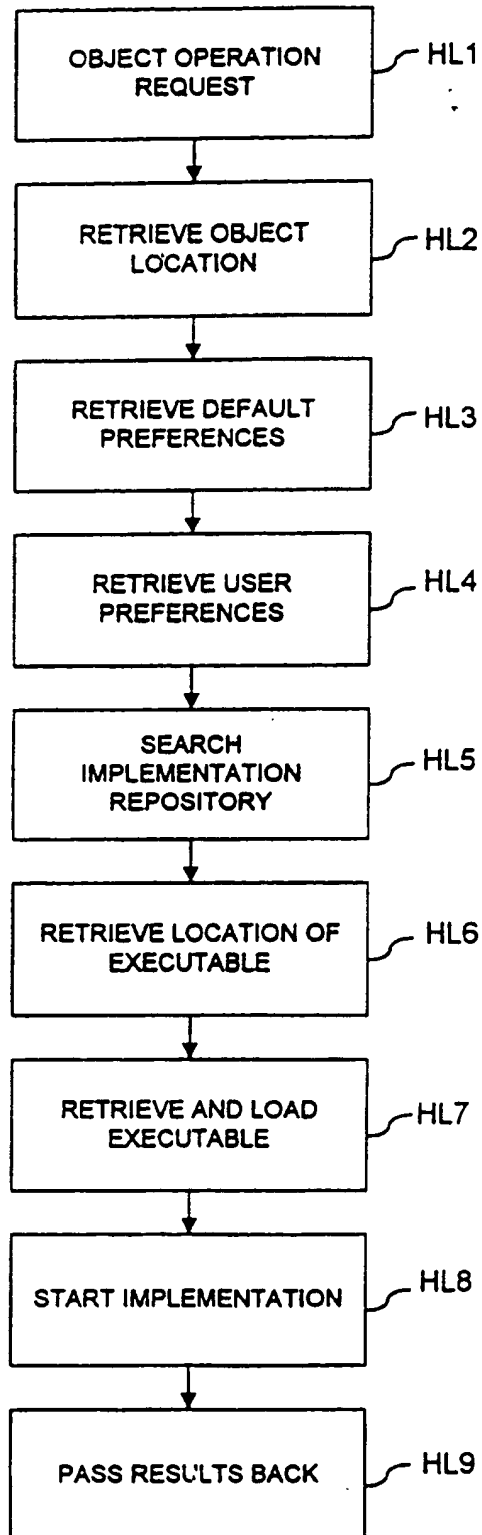 OBJECT OPERATION
REQUEST
HL1
RETRIEVE OBJECT
LOCATION
HL2
RETRIEVE DEFAULT
PREFERENCES
HL3
RETRIEVE USER
PREFERENCES
HL4
SEARCH
IMPLEMENTATION
REPOSITORY
HL5
RETRIEVE LOCATION OF
EXECUTABLE
HL6
RETRIEVE AND LOAD
EXECUTABLE
HL7
START IMPLEMENTATION
HL8
PASS RESULTS BACK
HL9